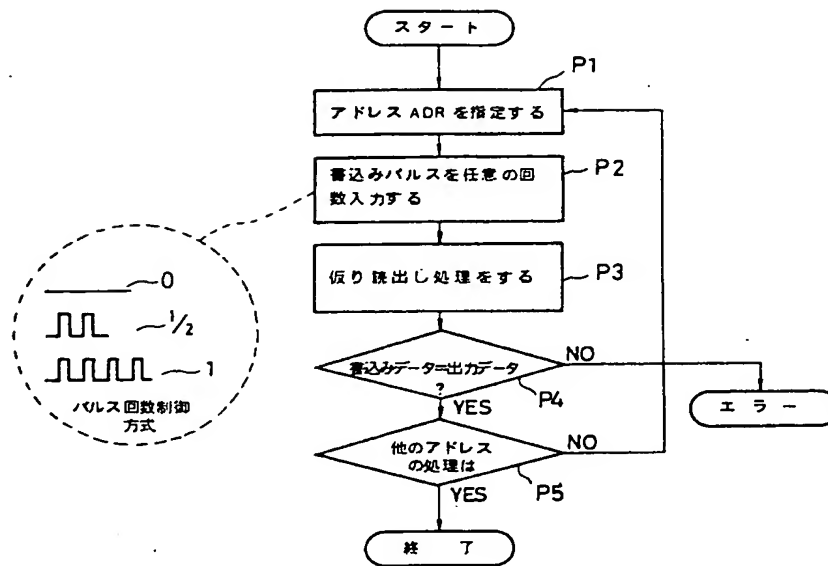 スタート
P1
アドレス ADR を指定する
書込みパルスを任意の回
数入力する
P2
仮り読出し処理をする
P3
0
1/2
1
パルス回数制御
方式
書込みデータ=出力データ
?
NO
P4
YES
エラー
他のアドレス
の処理は
NO
P5
YES
終了